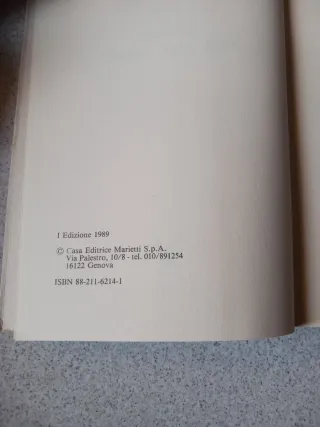 I Edizione 1989
© Casa Editrice Marietti S.p.A.
Via Palestro, 10/8 - tel. 010/891254
16122 Genova
ISBN 88-211-6214-1